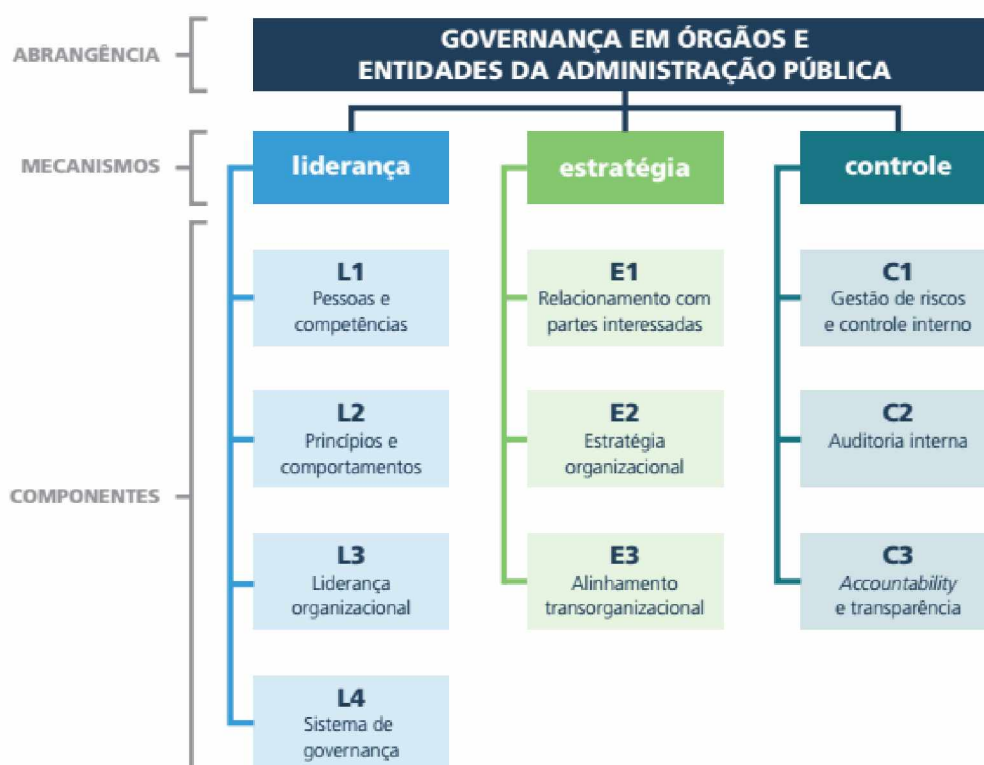 ABRANGÊNCIA
GOVERNANÇA EM ÓRGÃOS E
ENTIDADES DA ADMINISTRAÇÃO PÚBLICA
MECANISMOS
liderança
estratégia
controle
COMPONENTES
L1
Pessoas e
competências
L2
Princípios e
comportamentos
L3
Liderança
organizacional
L4
Sistema de
governança
E1
Relacionamento com
partes interessadas
E2
Estratégia
organizacional
E3
Alinhamento
transorganizacional
C1
Gestão de riscos
e controle interno
C2
Auditoria interna
C3
Accountability
e transparência